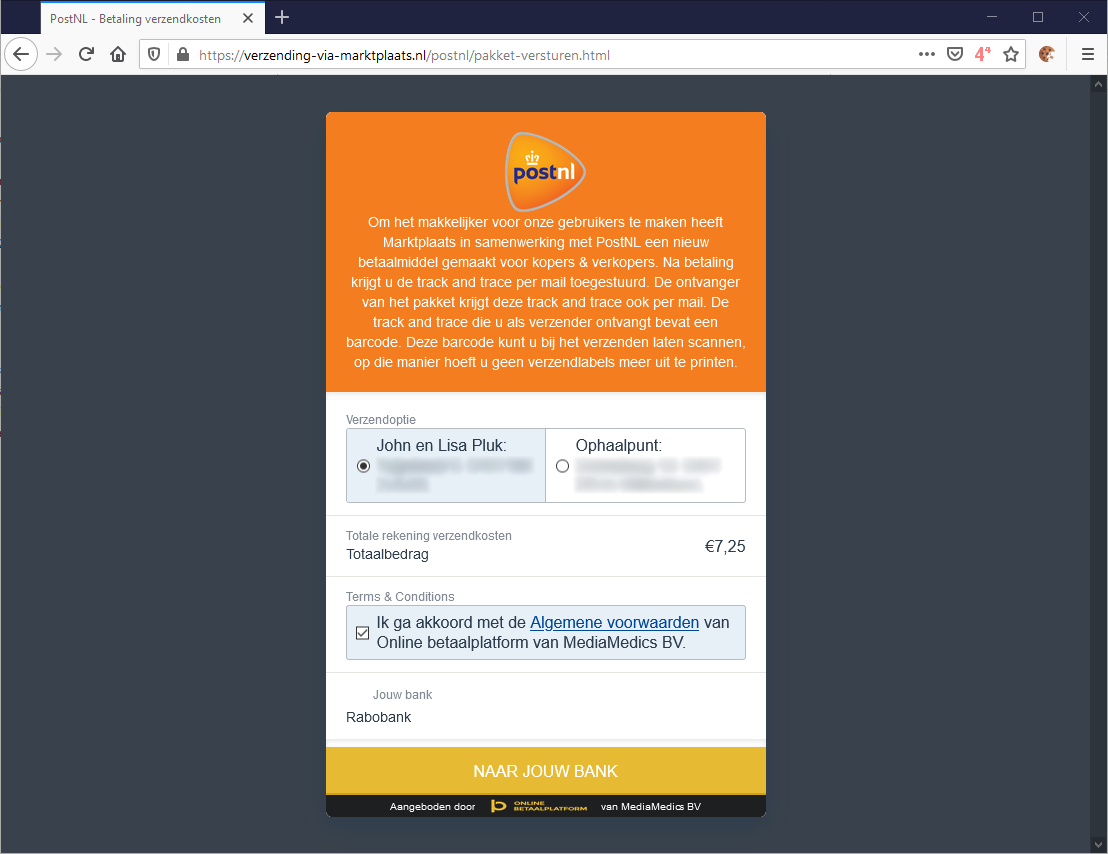 PostNL - Betaling verzendkosten
https://verzending-via-marktplaats.nl/postnl/pakket-versturen.html
4⁴
postnl
Om het makkelijker voor onze gebruikers te maken heeft
Marktplaats in samenwerking met PostNL een nieuw
betaalmiddel gemaakt voor kopers & verkopers. Na betaling
krijgt u de track and trace per mail toegestuurd. De ontvanger
van het pakket krijgt deze track and trace ook per mail. De
track and trace die u als verzender ontvangt bevat een
barcode. Deze barcode kunt u bij het verzenden laten scannen,
op die manier hoeft u geen verzendlabels meer uit te printen.
Verzendoptie
John en Lisa Pluk:
Ophaalpunt:
Totale rekening verzendkosten
Totaalbedrag
€7,25
Terms & Conditions
Ik ga akkoord met de Algemene voorwaarden van
Online betaalplatform van MediaMedics BV.
Jouw bank
Rabobank
NAAR JOUW BANK
Aangeboden door ONLINE BETAALPLATFORM van MediaMedics BV